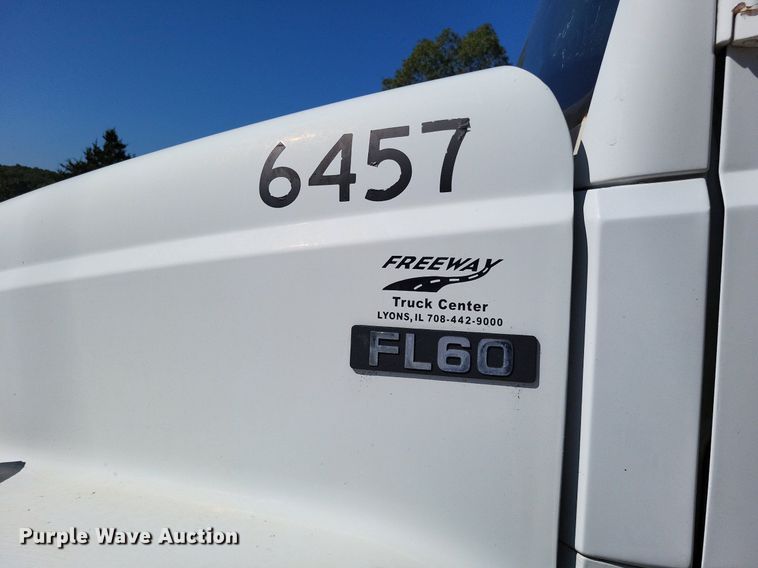 6457
FREEWAY
Truck Center
LYONS, IL 708-442-9000
FL60
Purple Wave Auction